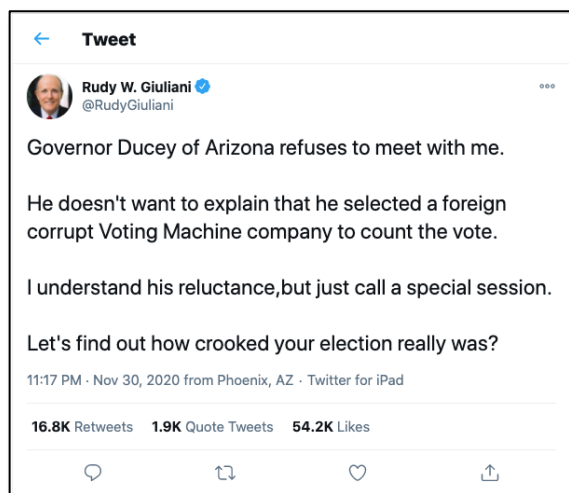 Tweet
Rudy W. Giuliani
@RudyGiuliani
Governor Ducey of Arizona refuses to meet with me.
He doesn't want to explain that he selected a foreign
corrupt Voting Machine company to count the vote.
I understand his reluctance,but just call a special session.
Let's find out how crooked your election really was?
11:17 PM · Nov 30, 2020 from Phoenix, AZ · Twitter for iPad
16.8K Retweets 1.9K Quote Tweets 54.2K Likes